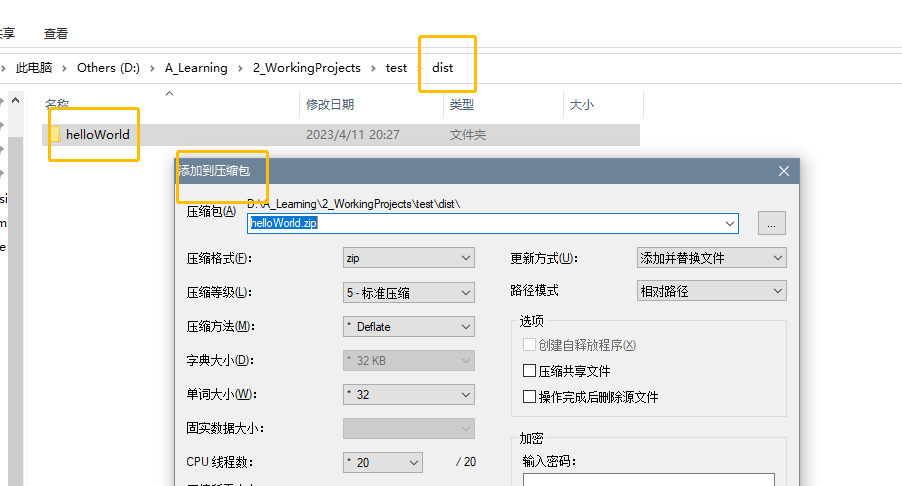 享 查看
此电脑 › Others (D:) › A_Learning › 2_WorkingProjects › test › dist
名称 修改日期 类型 大小
helloWorld 2023/4/11 20:27 文件夹
添加到压缩包
压缩包(A) D:\A_Learning\2_WorkingProjects\test\dist\
helloWorld.zip ...
压缩格式(F): zip 更新方式(U): 添加并替换文件
压缩等级(L): 5 - 标准压缩 路径模式 相对路径
压缩方法(M): * Deflate 选项
字典大小(D): * 32 KB 创建自释放程序(X)
单词大小(W): * 32 压缩共享文件
固实数据大小: 操作完成后删除源文件
CPU 线程数: * 20 / 20 加密
输入密码: